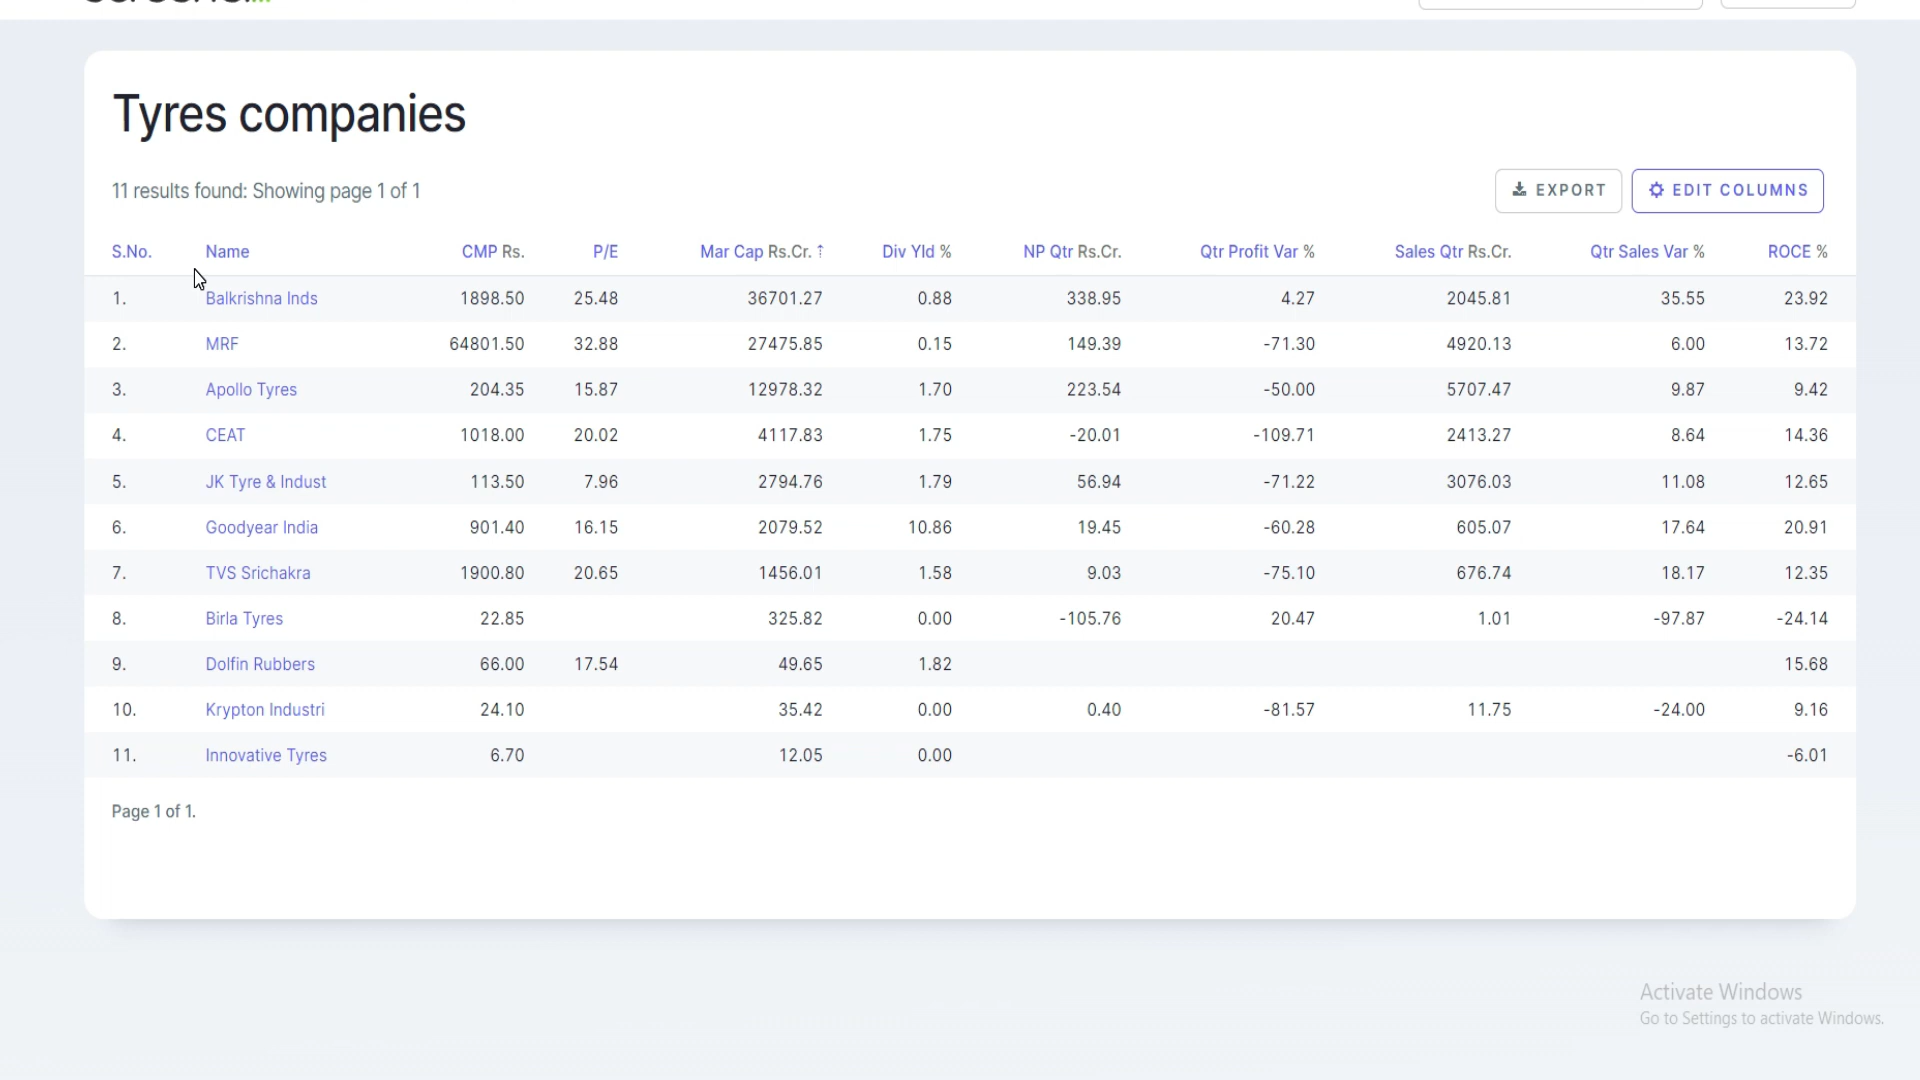 Tyres companies
11 results found: Showing page 1 of 1
EXPORT EDIT COLUMNS
S.No. Name CMP Rs. P/E Mar Cap Rs.Cr. ↑ Div Yld % NP Qtr Rs.Cr. Qtr Profit Var % Sales Qtr Rs.Cr. Qtr Sales Var % ROCE %
1. Balkrishna Inds 1898.50 25.48 36701.27 0.88 338.95 4.27 2045.81 35.55 23.92
2. MRF 64801.50 32.88 27475.85 0.15 149.39 -71.30 4920.13 6.00 13.72
3. Apollo Tyres 204.35 15.87 12978.32 1.70 223.54 -50.00 5707.47 9.87 9.42
4. CEAT 1018.00 20.02 4117.83 1.75 -20.01 -109.71 2413.27 8.64 14.36
5. JK Tyre & Indust 113.50 7.96 2794.76 1.79 56.94 -71.22 3076.03 11.08 12.65
6. Goodyear India 901.40 16.15 2079.52 10.86 19.45 -60.28 605.07 17.64 20.91
7. TVS Srichakra 1900.80 20.65 1456.01 1.58 9.03 -75.10 676.74 18.17 12.35
8. Birla Tyres 22.85 325.82 0.00 -105.76 20.47 1.01 -97.87 -24.14
9. Dolfin Rubbers 66.00 17.54 49.65 1.82 15.68
10. Krypton Industri 24.10 35.42 0.00 0.40 -81.57 11.75 -24.00 9.16
11. Innovative Tyres 6.70 12.05 0.00 -6.01
Page 1 of 1.
Activate Windows
Go to Settings to activate Windows.